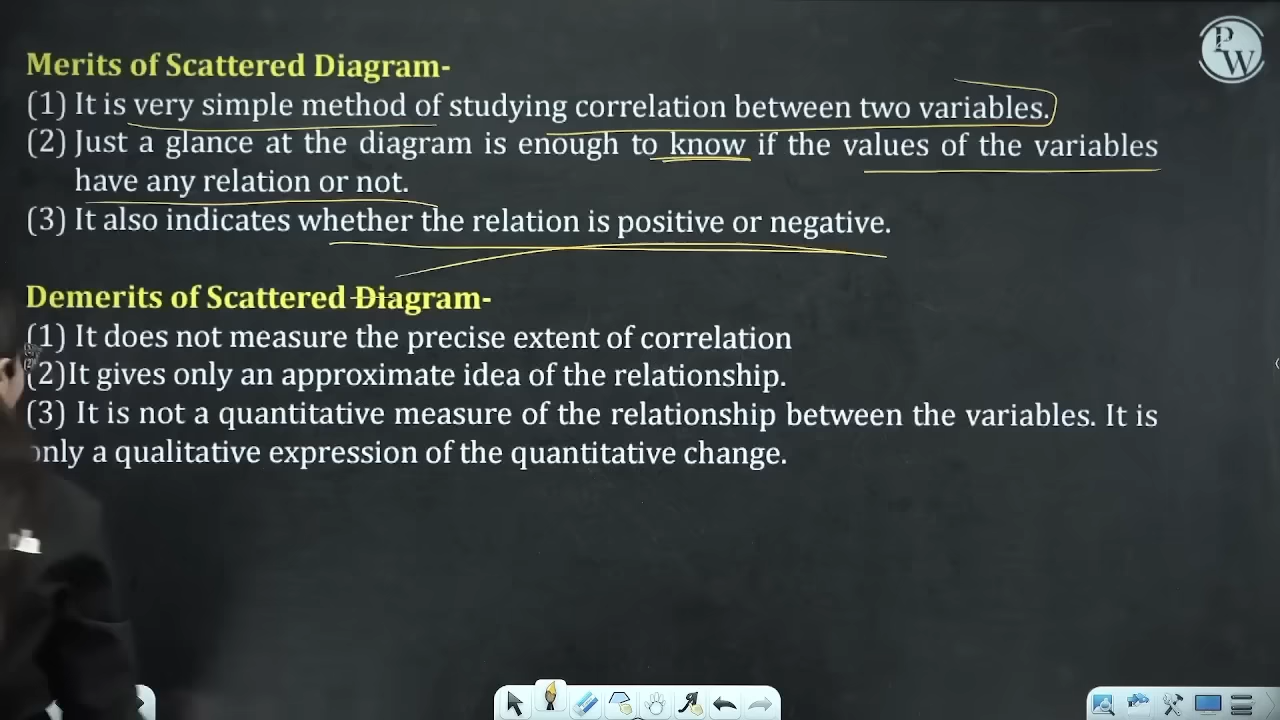 PW
Merits of Scattered Diagram-
(1) It is very simple method of studying correlation between two variables.
(2) Just a glance at the diagram is enough to know if the values of the variables
have any relation or not.
(3) It also indicates whether the relation is positive or negative.
Demerits of Scattered Diagram-
(1) It does not measure the precise extent of correlation
(2)It gives only an approximate idea of the relationship.
(3) It is not a quantitative measure of the relationship between the variables. It is
only a qualitative expression of the quantitative change.